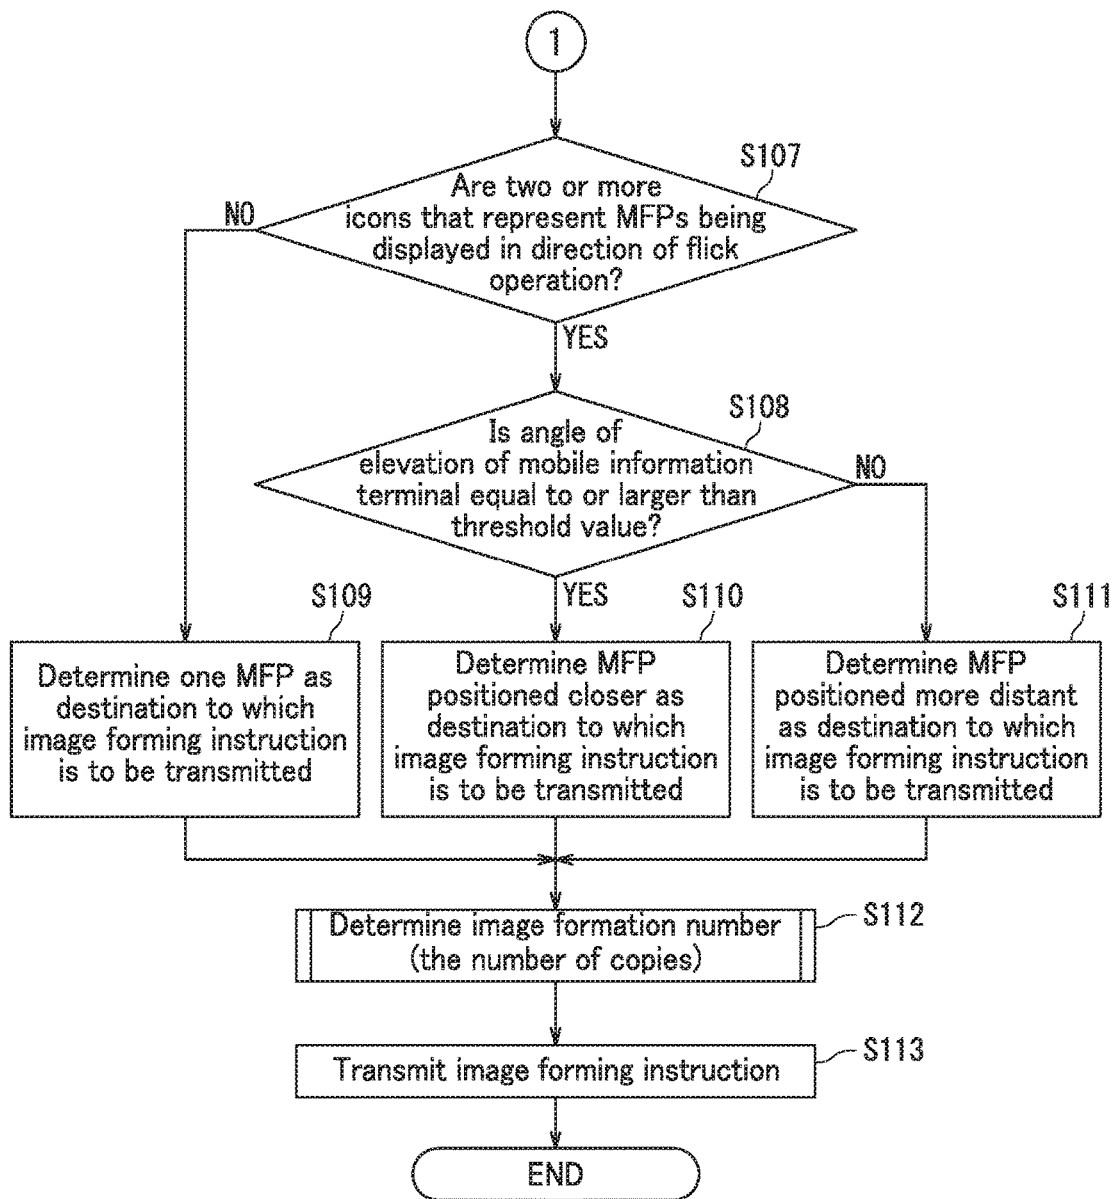 1
S107
Are two or more
icons that represent MFPs being
displayed in direction of flick
operation?
NO
YES
S108
Is angle of
elevation of mobile information
terminal equal to or larger than
threshold value?
NO
YES
S109
Determine one MFP as
destination to which
image forming instruction
is to be transmitted
S110
Determine MFP
positioned closer as
destination to which
image forming instruction
is to be transmitted
S111
Determine MFP
positioned more distant
as destination to which
image forming instruction
is to be transmitted
S112
Determine image formation number
(the number of copies)
S113
Transmit image forming instruction
END